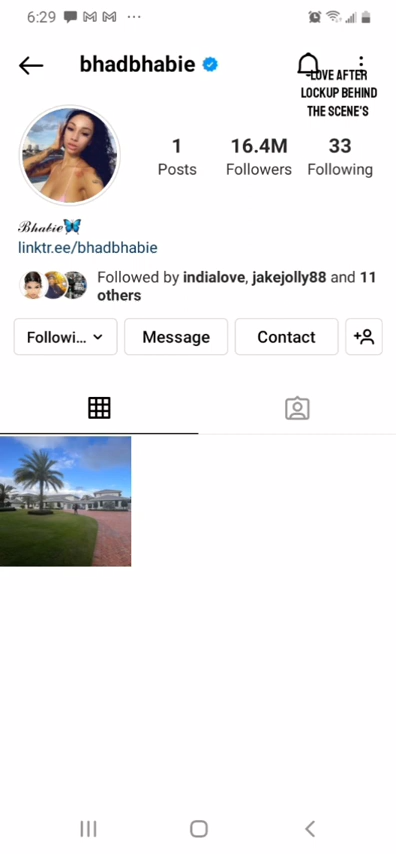 6:29
bhadbhabie
-LOVE AFTER
LOCKUP BEHIND
THE SCENE'S
1
Posts
16.4M
Followers
33
Following
𝓑𝓱𝓪𝓫𝓲𝓮🦋
linktr.ee/bhadbhabie
Followed by indialove, jakejolly88 and 11
others
Followi...
Message
Contact